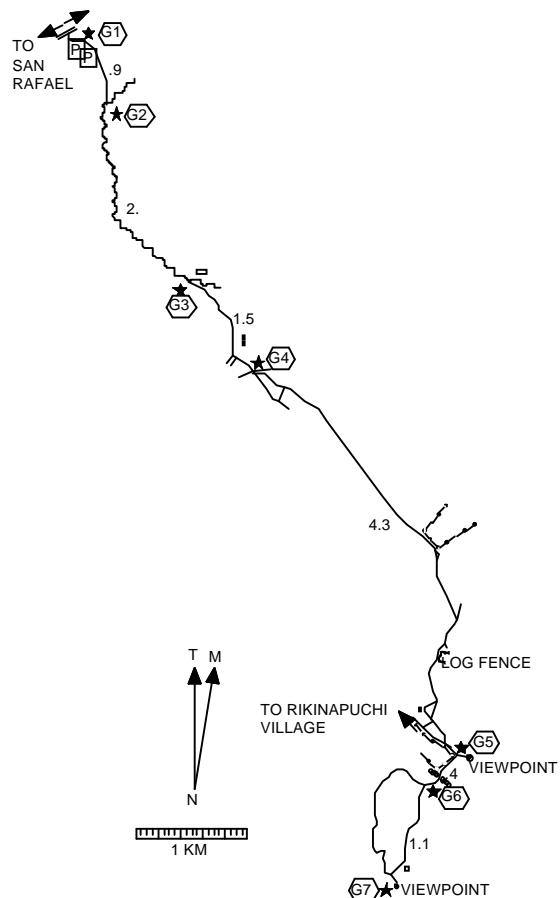 G1
TO
SAN
RAFAEL
P
P
.9
G2
2.
G3
1.5
G4
4.3
T M
LOG FENCE
TO RIKINAPUCHI
VILLAGE
G5
VIEWPOINT
.4
G6
N
1 KM
1.1
G7
VIEWPOINT